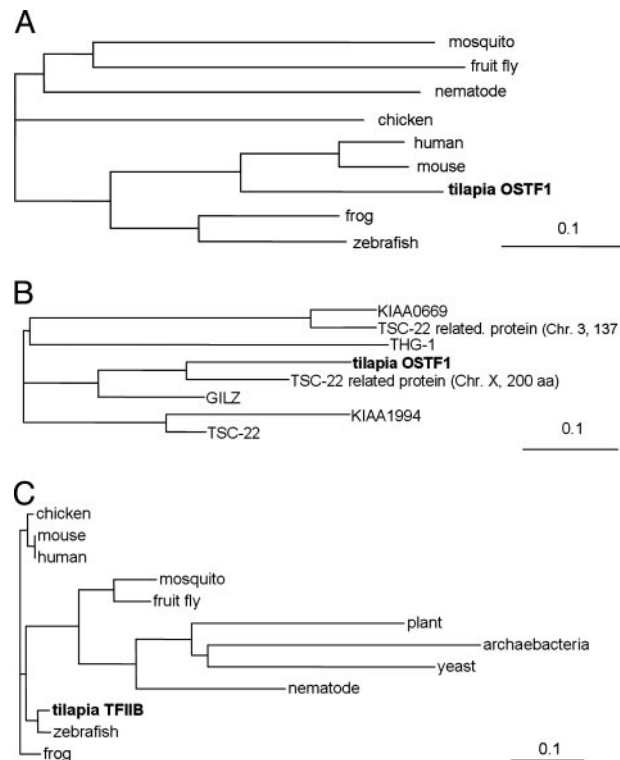 A
mosquito
fruit fly
nematode
chicken
human
mouse
tilapia OSTF1
frog
zebrafish
0.1
B
KIAA0669
TSC-22 related. protein (Chr. 3, 137
THG-1
tilapia OSTF1
TSC-22 related protein (Chr. X, 200 aa)
GILZ
KIAA1994
TSC-22
0.1
C
chicken
mouse
human
mosquito
fruit fly
plant
archaebacteria
yeast
nematode
tilapia TFIIB
zebrafish
frog
0.1